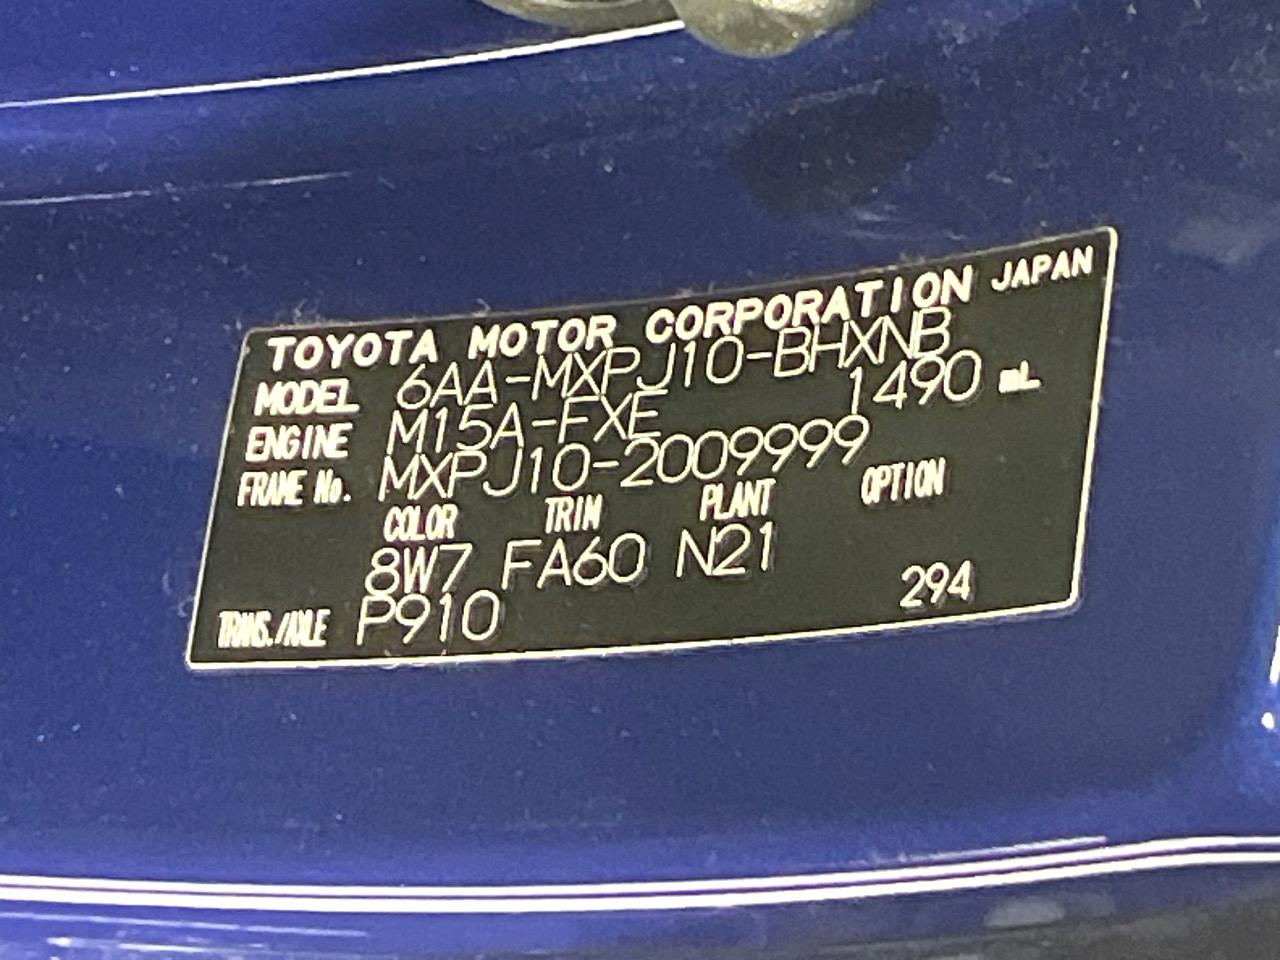 TOYOTA MOTOR CORPORATION JAPAN
MODEL 6AA-MXPJ10-BHXNB
ENGINE M15A-FXE 1490 mL
FRAME No. MXPJ10-2009999
COLOR TRIM PLANT OPTION
8W7 FA60 N21
TRANS./AXLE P910 294